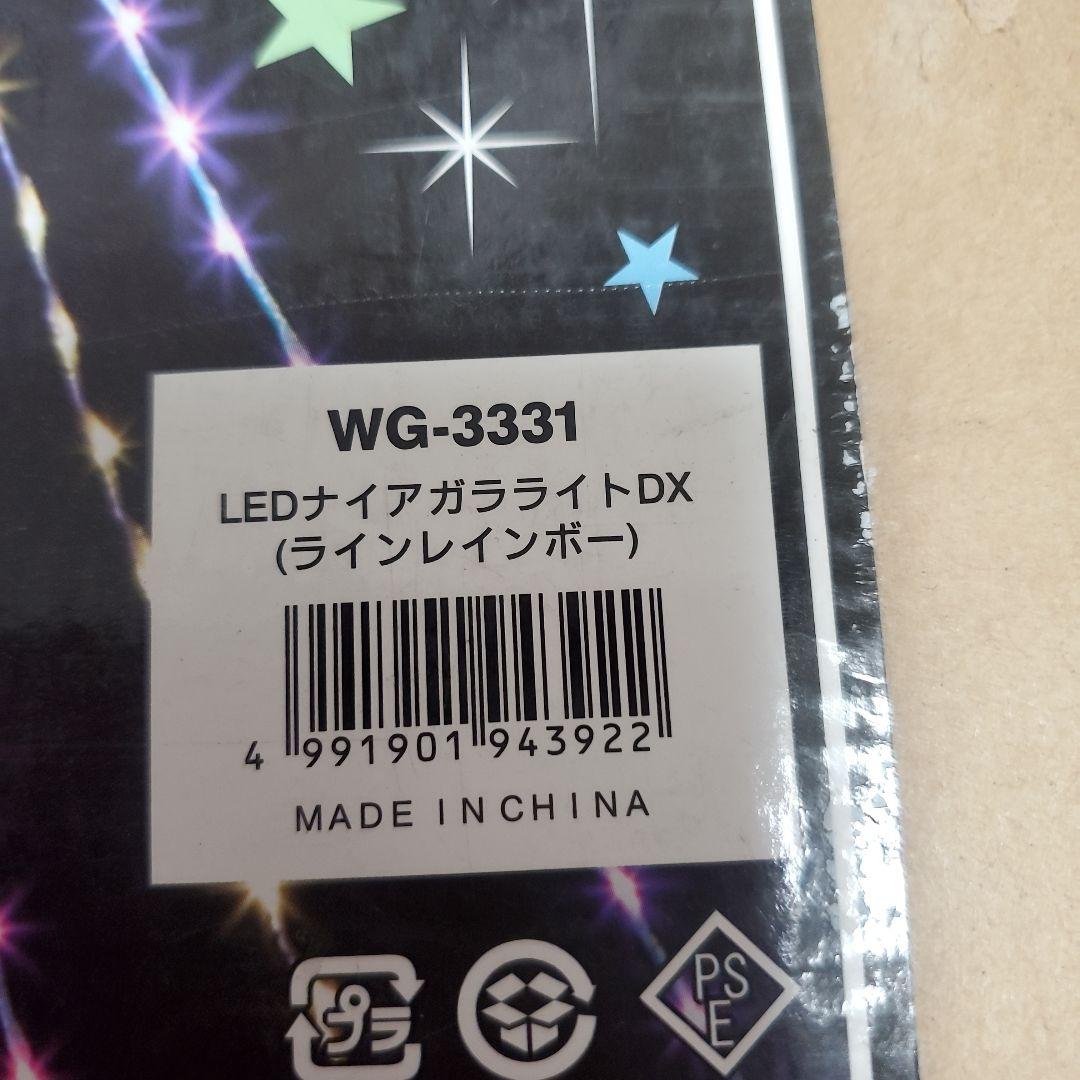 WG-3331
LEDナイアガラライトDX
(ラインレインボー)
4 991901 943922
MADE IN CHINA
プラ
PSE